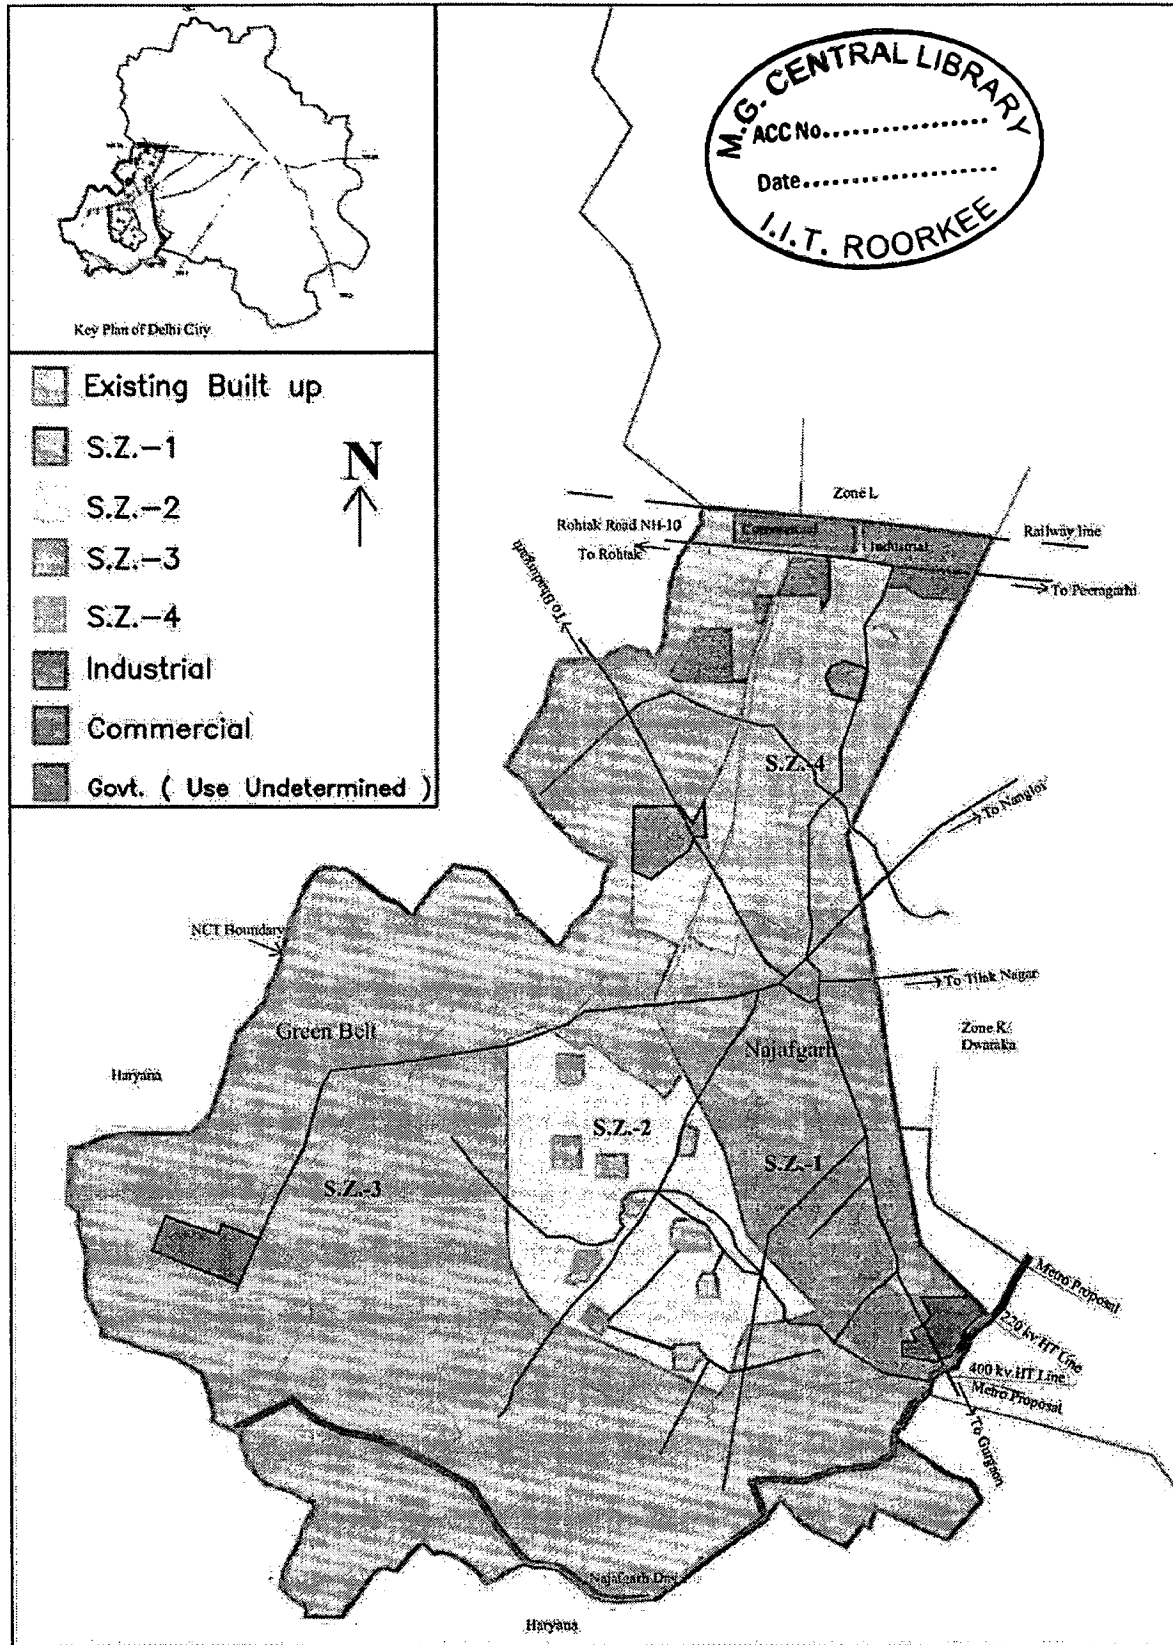 M.G. CENTRAL LIBRARY
ACC No....................
Date.......................
I.I.T. ROORKEE
Key Plan of Delhi City
Existing Built up
S.Z.-1
S.Z.-2
S.Z.-3
S.Z.-4
Industrial
Commercial
Govt. ( Use Undetermined )
N
Zone L
Rohtak Road NH-10
Commercial
Industrial
Railway line
To Rohtak
To Peeragarhi
To Bhadurgarh
S.Z.-4
To Nangloi
NCT Boundary
To Tilak Nagar
Green Belt
Najafgarh
Zone K/
Dwaraka
Haryana
S.Z.-2
S.Z.-1
S.Z.-3
Metro Proposal
220 kv HT Line
400 kv HT Line
Metro Proposal
To Gurgaon
Najafgarh
Haryana